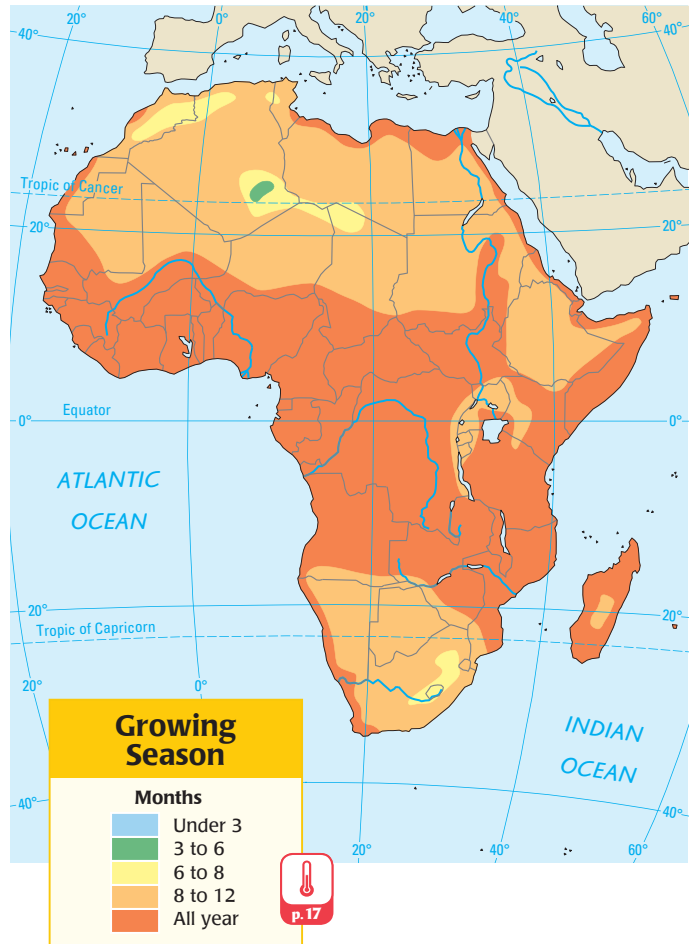 20° 0° 20° 40° 60°
40° 40°
Tropic of Cancer
20° 20°
Equator
0° 0°
ATLANTIC
OCEAN
20° 20°
Tropic of Capricorn
20° 0°
INDIAN
OCEAN
40° 40°
20° 40° 60°
Growing
Season
Months
Under 3
3 to 6
6 to 8
8 to 12
All year
p. 17